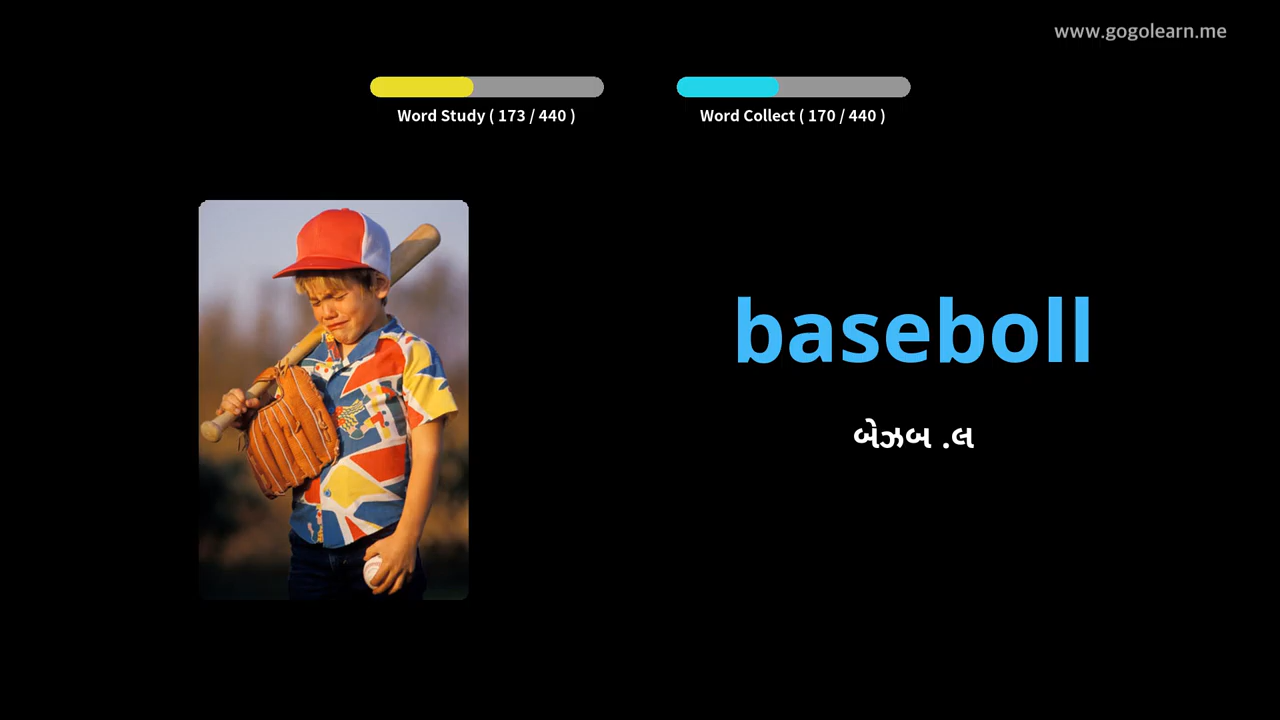 www.gogolearn.me
Word Study ( 173 / 440 )
Word Collect ( 170 / 440 )
baseboll
બેઝબ .લ